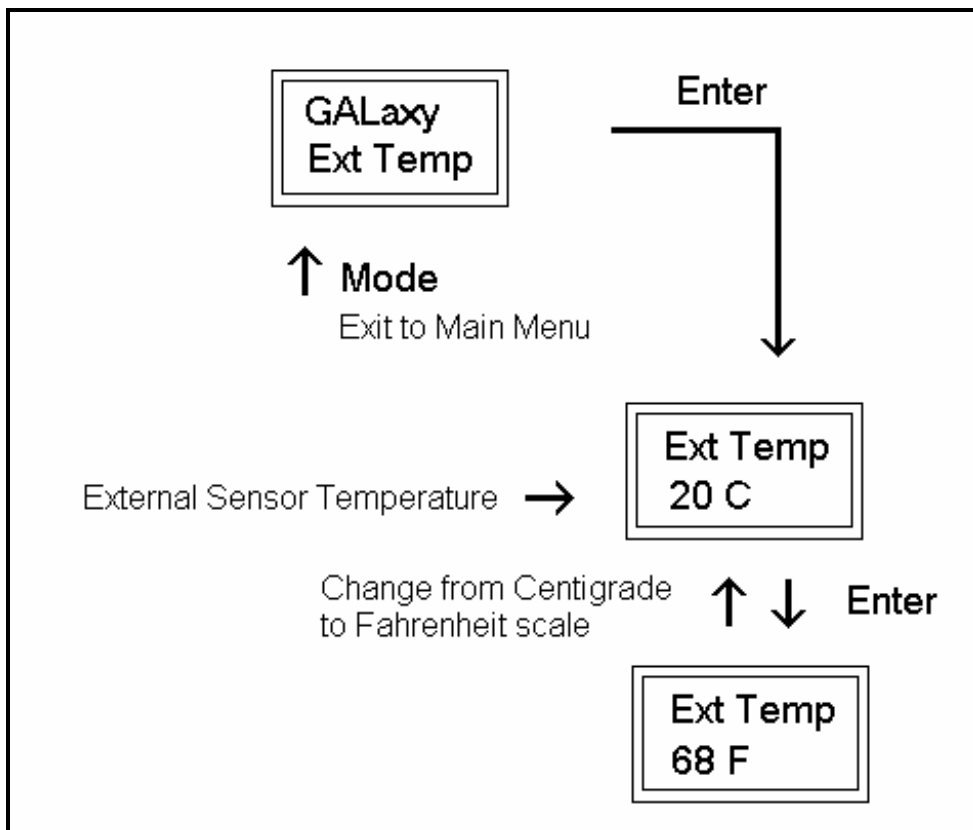 GALaxy
Ext Temp
Enter
Mode
Exit to Main Menu
External Sensor Temperature
Ext Temp
20 C
Change from Centigrade
to Fahrenheit scale
Enter
Ext Temp
68 F